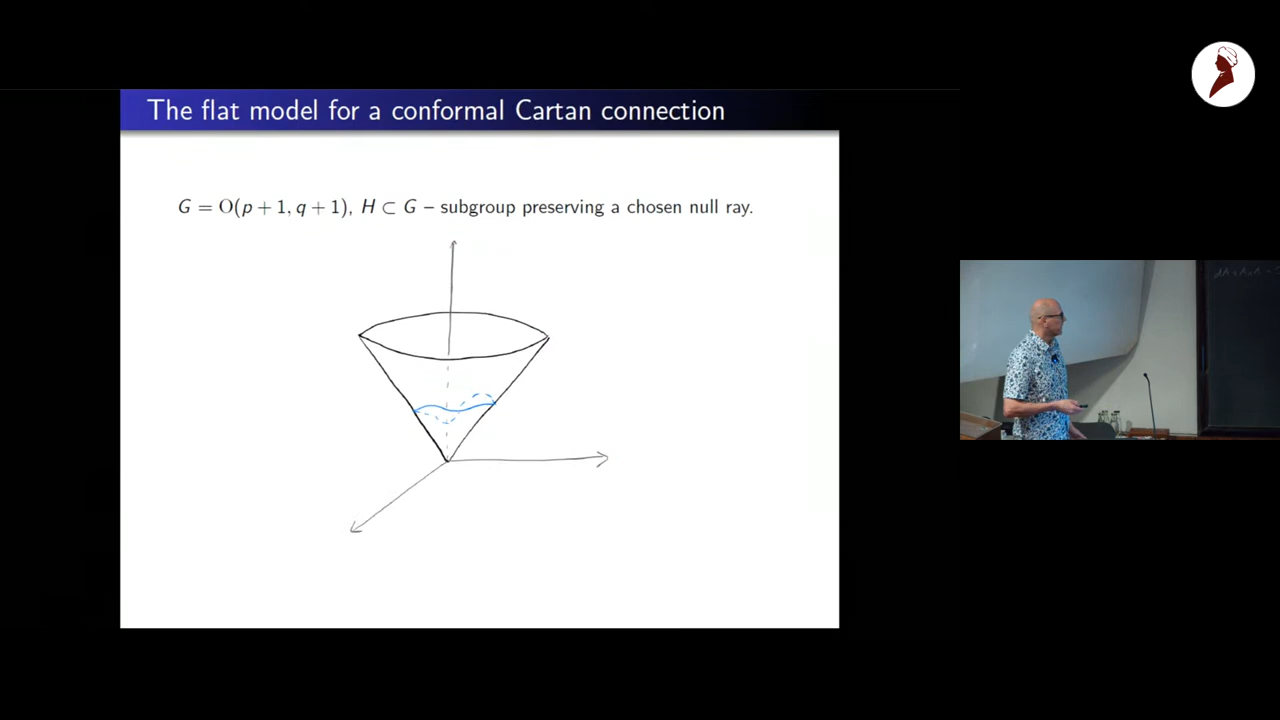 The flat model for a conformal Cartan connection
G = O(p + 1, q + 1), H ⊂ G – subgroup preserving a chosen null ray.